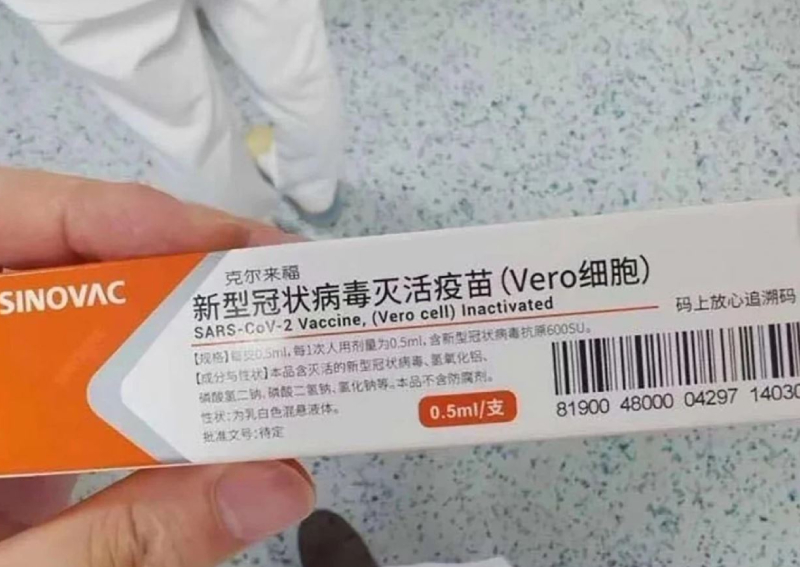 SINOVAC
克尔来福
新型冠状病毒灭活疫苗(Vero细胞)
SARS-CoV-2 Vaccine, (Vero cell) Inactivated
【规格】每支0.5ml,每1次人用剂量为0.5ml,含新型冠状病毒抗原600SU。
【成分与性状】本品含灭活的新型冠状病毒、氢氧化铝、
磷酸氢二钠、磷酸二氢钠、氯化钠等。本品不含防腐剂。
性状:为乳白色混悬液体。
批准文号:待定
0.5ml/支
码上放心追溯码
81900 48000 04297 14030